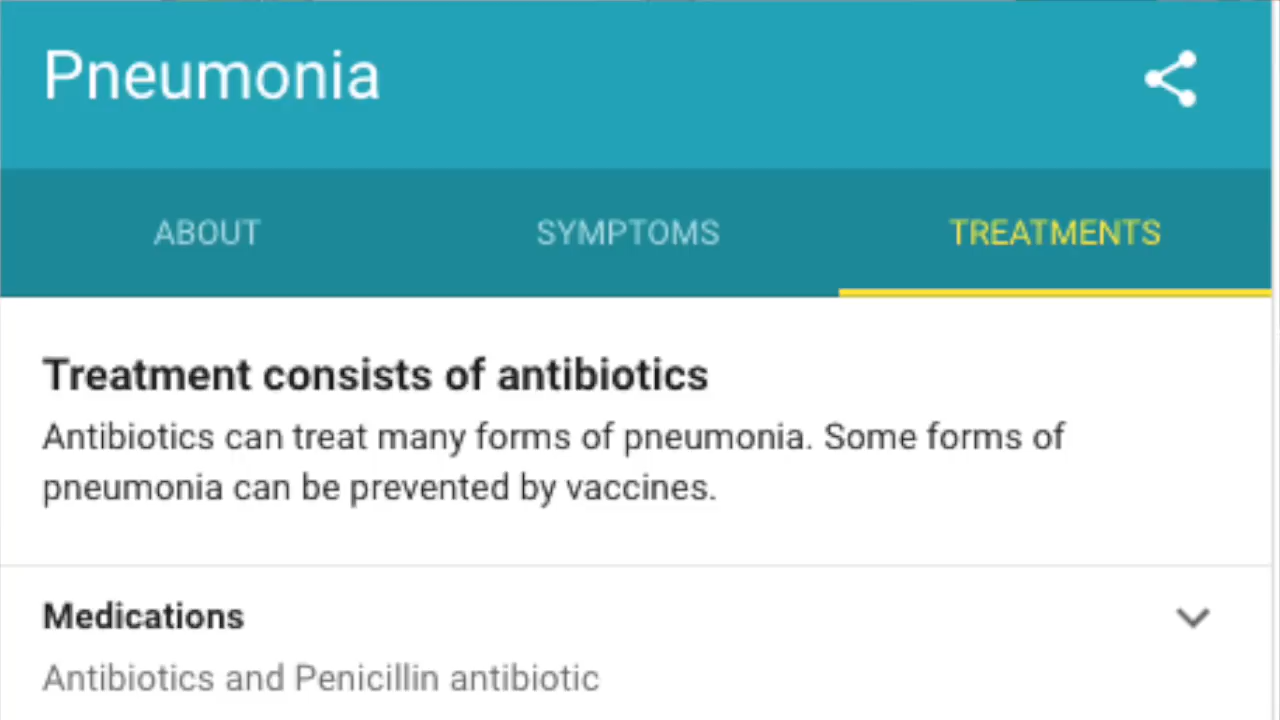 Pneumonia
ABOUT
SYMPTOMS
TREATMENTS
Treatment consists of antibiotics
Antibiotics can treat many forms of pneumonia. Some forms of
pneumonia can be prevented by vaccines.
Medications
Antibiotics and Penicillin antibiotic